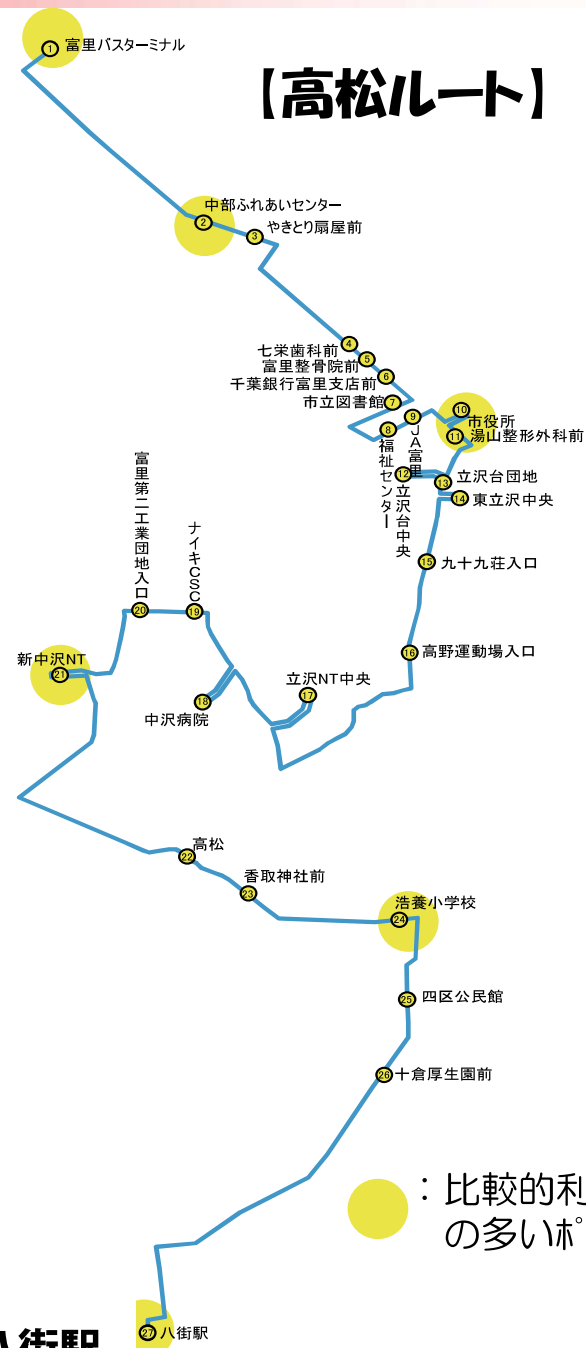 【高松ルート】
① 富里バスターミナル
② 中部ふれあいセンター
③ やきとり扇屋前
④ 七栄歯科前
⑤ 富里整骨院前
⑥ 千葉銀行富里支店前
⑦ 市立図書館
⑧ 福祉センター
⑨ JA富里
⑩ 市役所
⑪ 湯山整形外科前
⑫ 立沢台中央
⑬ 立沢台団地
⑭ 東立沢中央
⑮ 九十九荘入口
⑯ 高野運動場入口
⑰ 立沢NT中央
⑱ 中沢病院
⑲ ナイキCSC
⑳ 富里第二工業団地入口
㉑ 新中沢NT
㉒ 高松
㉓ 香取神社前
㉔ 浩養小学校
㉕ 四区公民館
㉖ 十倉厚生園前
㉗ 八街駅
：比較的利
の多いポ
八街駅